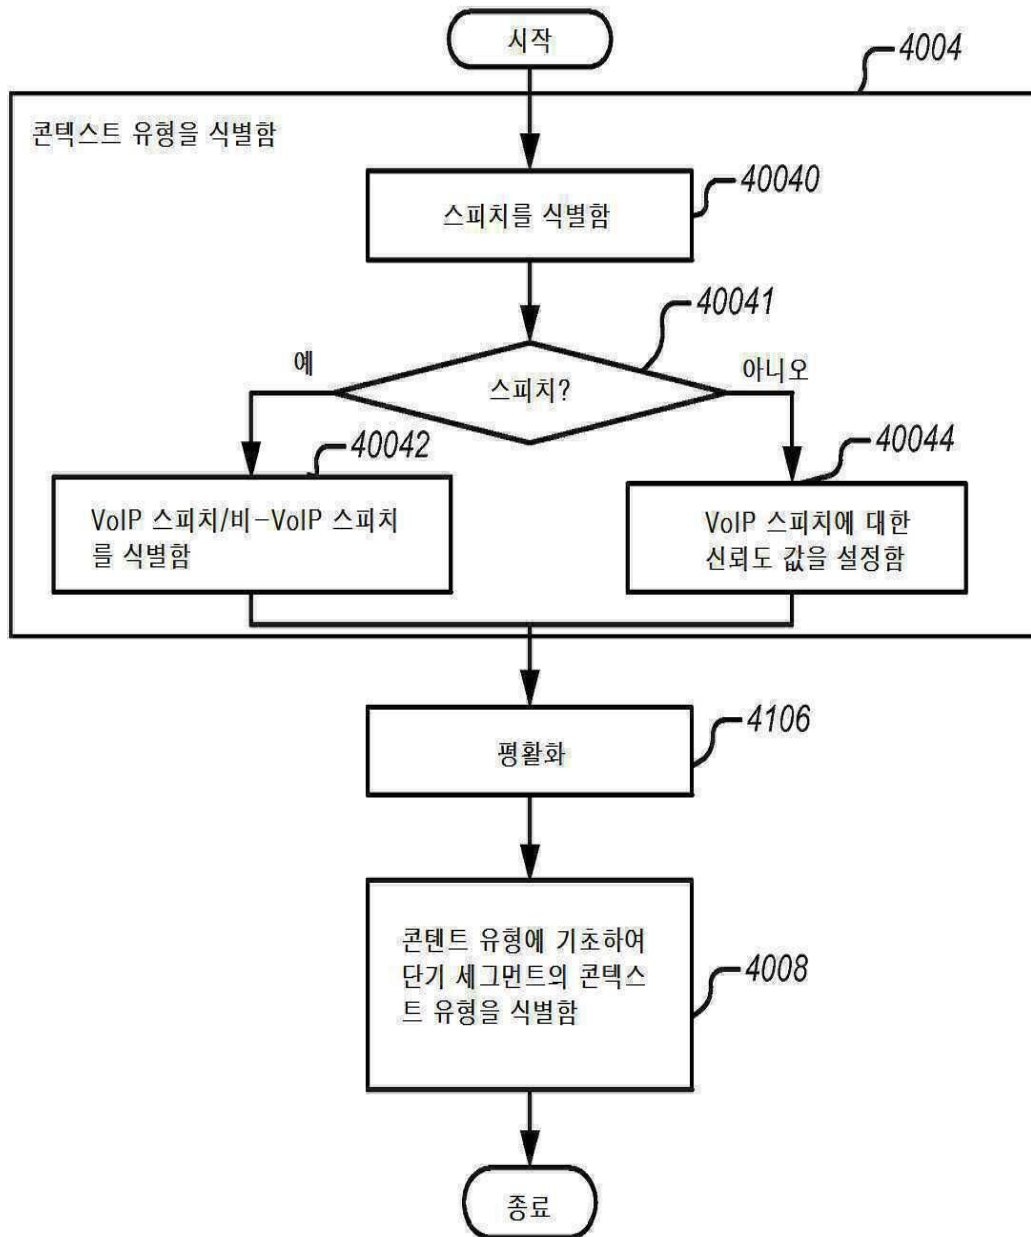 시작
4004
콘텍스트 유형을 식별함
40040
스피치를 식별함
40041
예
스피치?
아니오
40042
40044
VoIP 스피치/비-VoIP 스피치
를 식별함
VoIP 스피치에 대한
신뢰도 값을 설정함
4106
평활화
콘텐트 유형에 기초하여
단기 세그먼트의 콘텍스
트 유형을 식별함
4008
종료